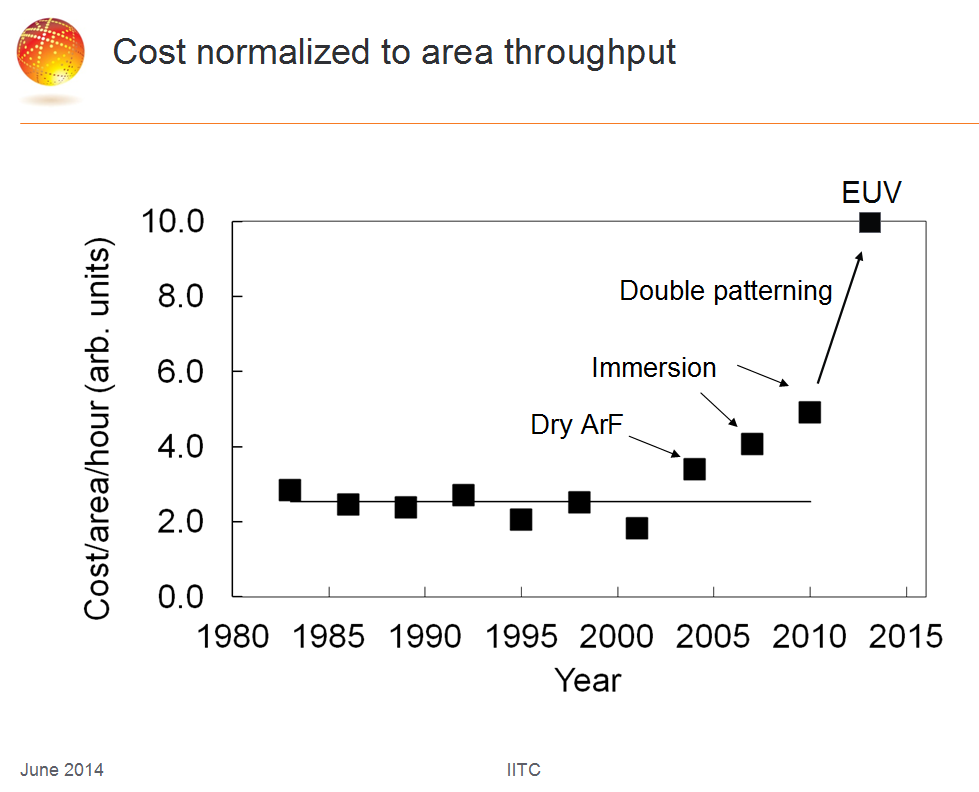 Cost normalized to area throughput
EUV
10.0
Double patterning
8.0
Immersion
6.0
Dry ArF
4.0
2.0
0.0
Cost/area/hour (arb. units)
1980 1985 1990 1995 2000 2005 2010 2015
Year
June 2014
IITC